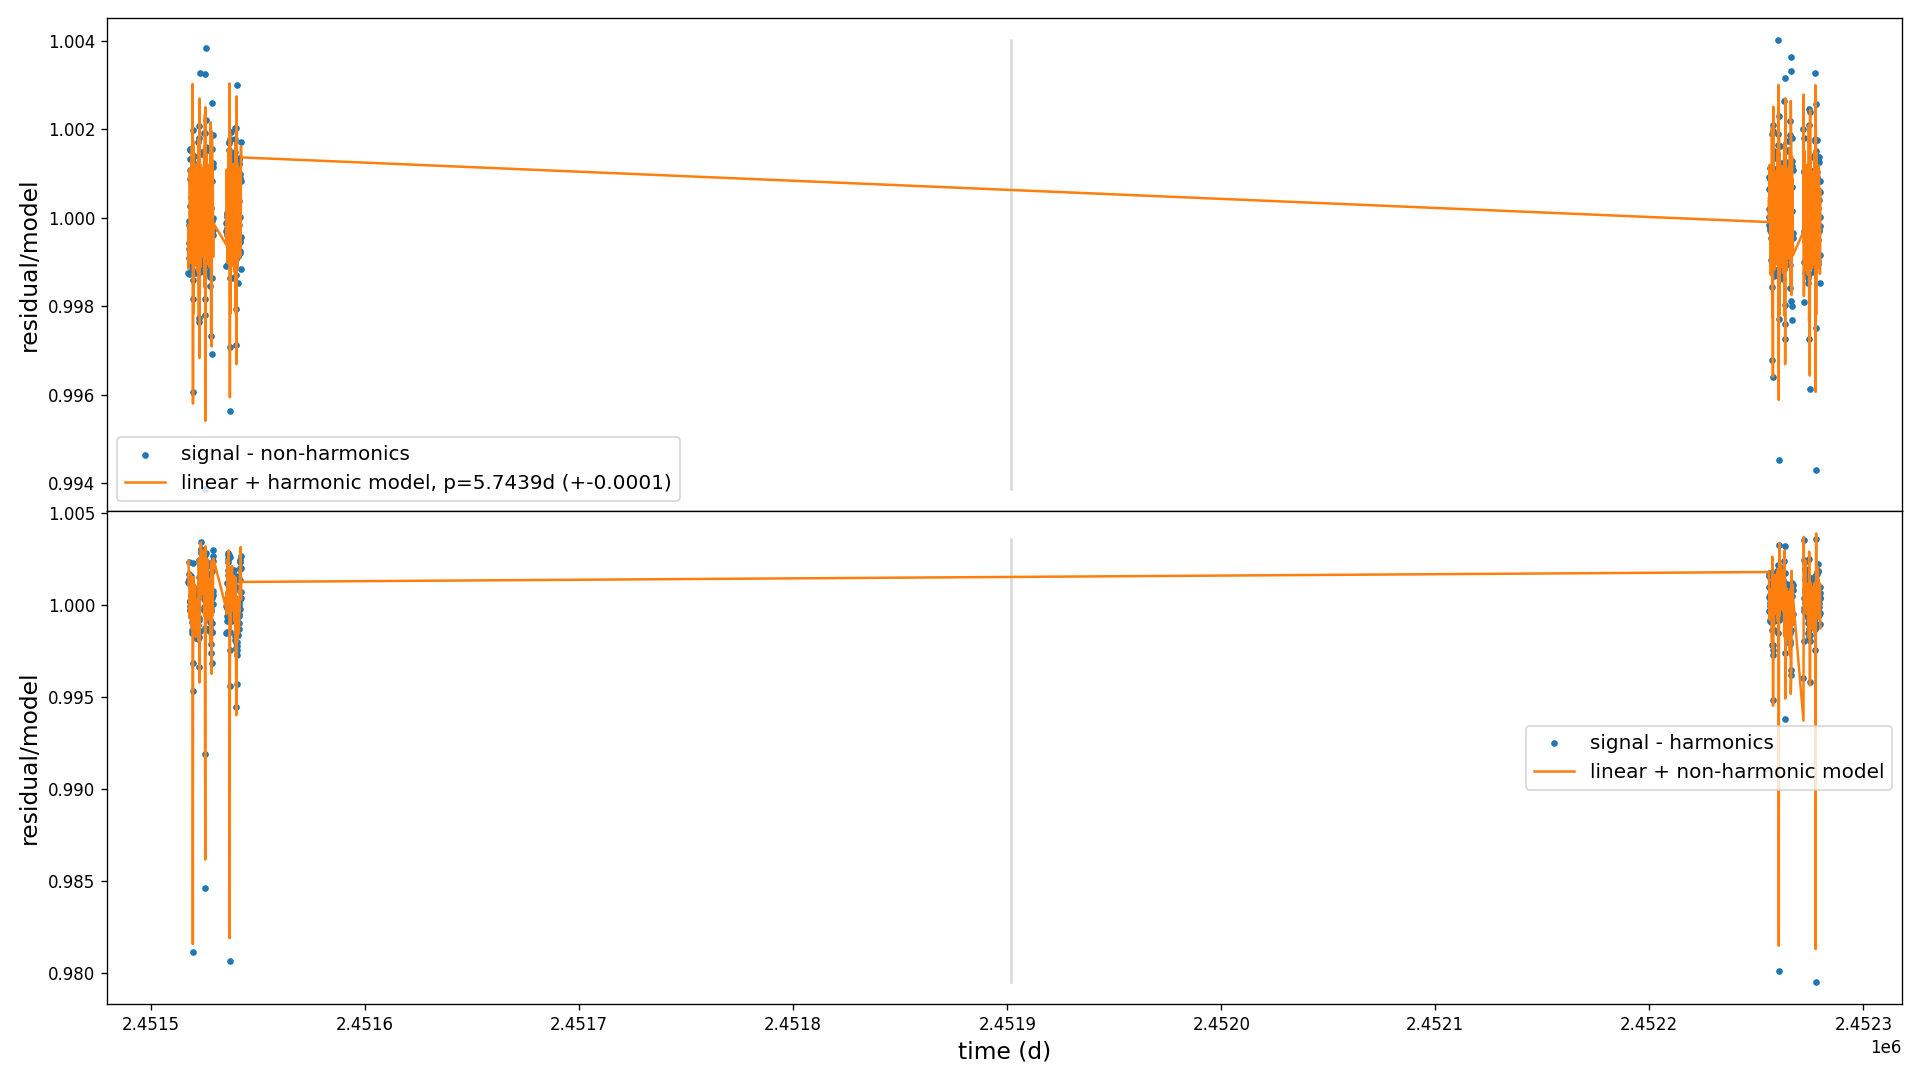 1.004
1.002
residual/model
1.000
0.998
0.996
0.994
signal - non-harmonics
linear + harmonic model, p=5.7439d (+-0.0001)
1.005
1.000
0.995
residual/model
0.990
0.985
0.980
signal - harmonics
linear + non-harmonic model
2.4515 2.4516 2.4517 2.4518 2.4519 2.4520 2.4521 2.4522 2.4523
time (d)
1e6